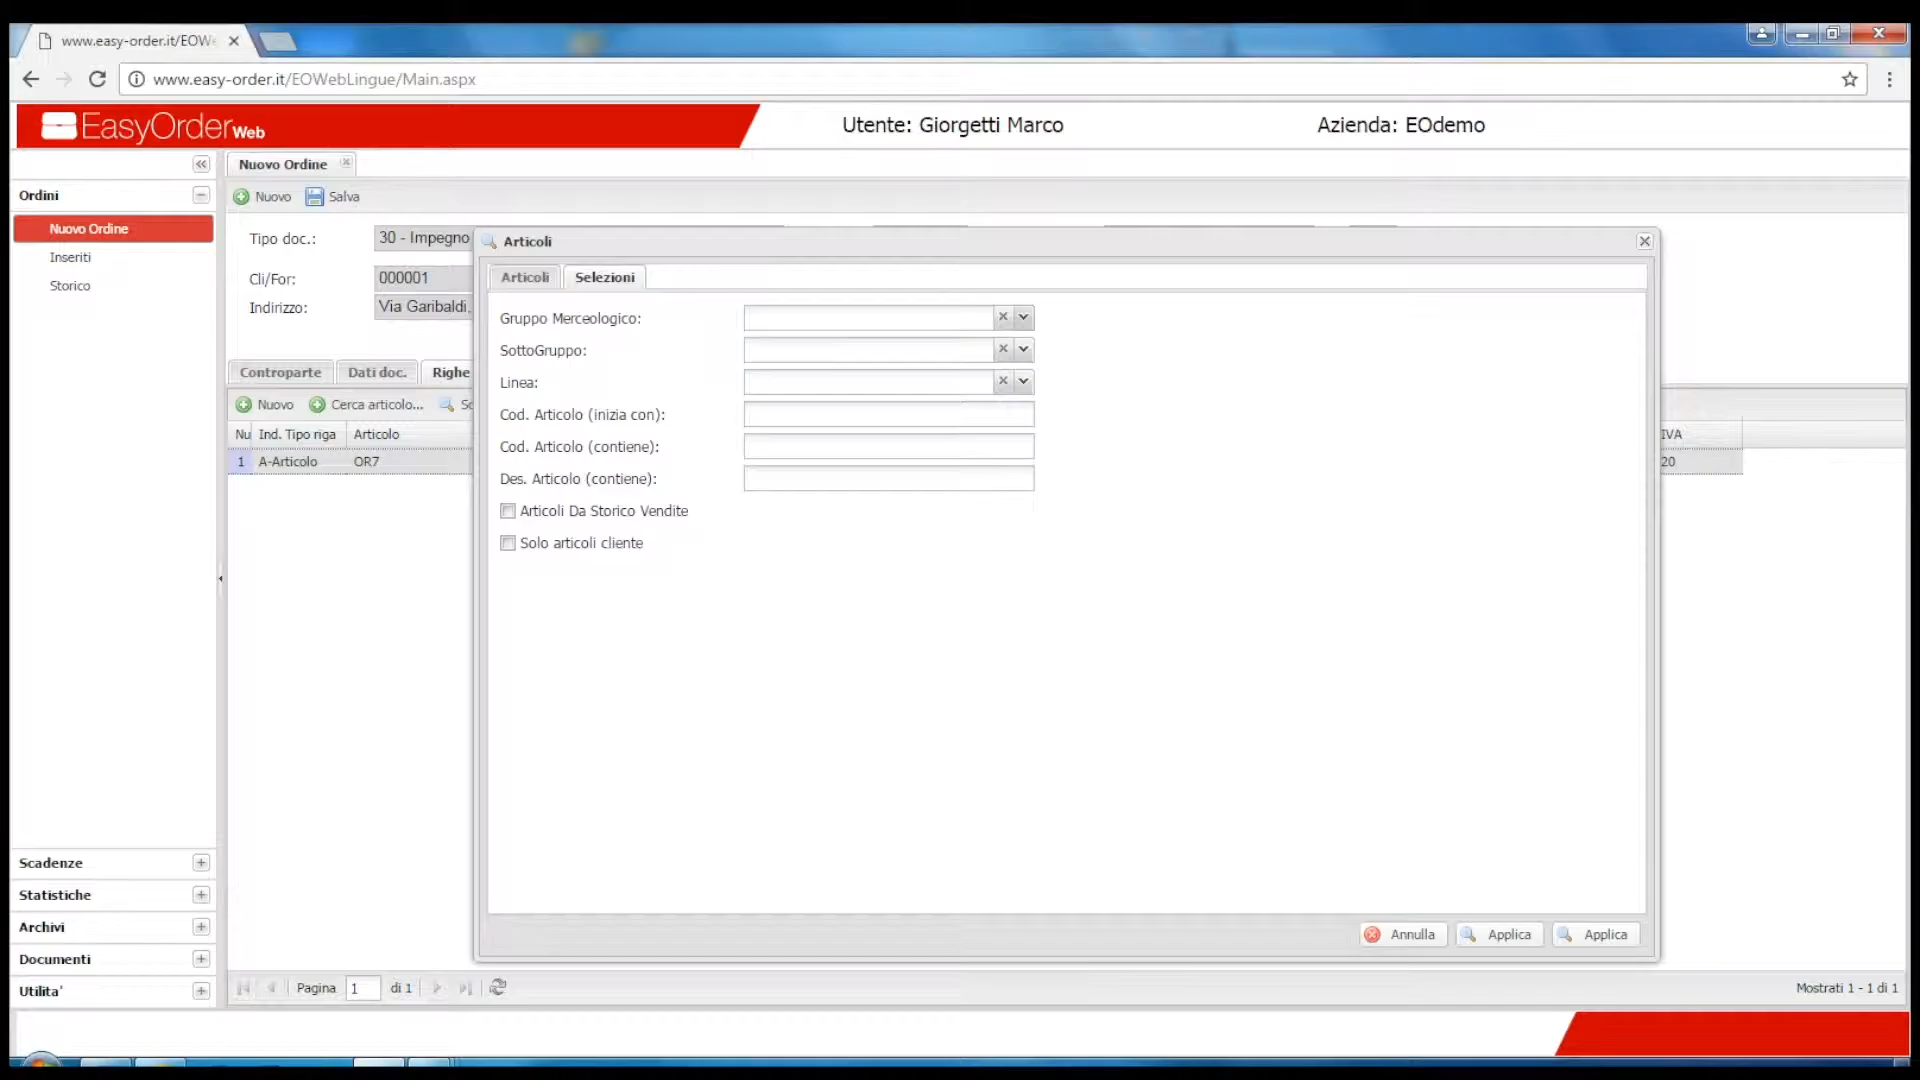 www.easy-order.it/EOWe
www.easy-order.it/EOWebLingue/Main.aspx
EasyOrder Web
Utente: Giorgetti Marco
Azienda: EOdemo
Ordini
Nuovo Ordine
Inseriti
Storico
Scadenze
Statistiche
Archivi
Documenti
Utilita'
Nuovo Ordine
Nuovo Salva
Tipo doc.: 30 - Impegno
Cli/For: 000001
Indirizzo: Via Garibaldi,
Controparte Dati doc. Righe
Nuovo Cerca articolo...
Nu Ind. Tipo riga Articolo IVA
1 A-Articolo OR7 20
Articoli
Articoli Selezioni
Gruppo Merceologico:
SottoGruppo:
Linea:
Cod. Articolo (inizia con):
Cod. Articolo (contiene):
Des. Articolo (contiene):
Articoli Da Storico Vendite
Solo articoli cliente
Annulla Applica Applica
Pagina 1 di 1 Mostrati 1 - 1 di 1